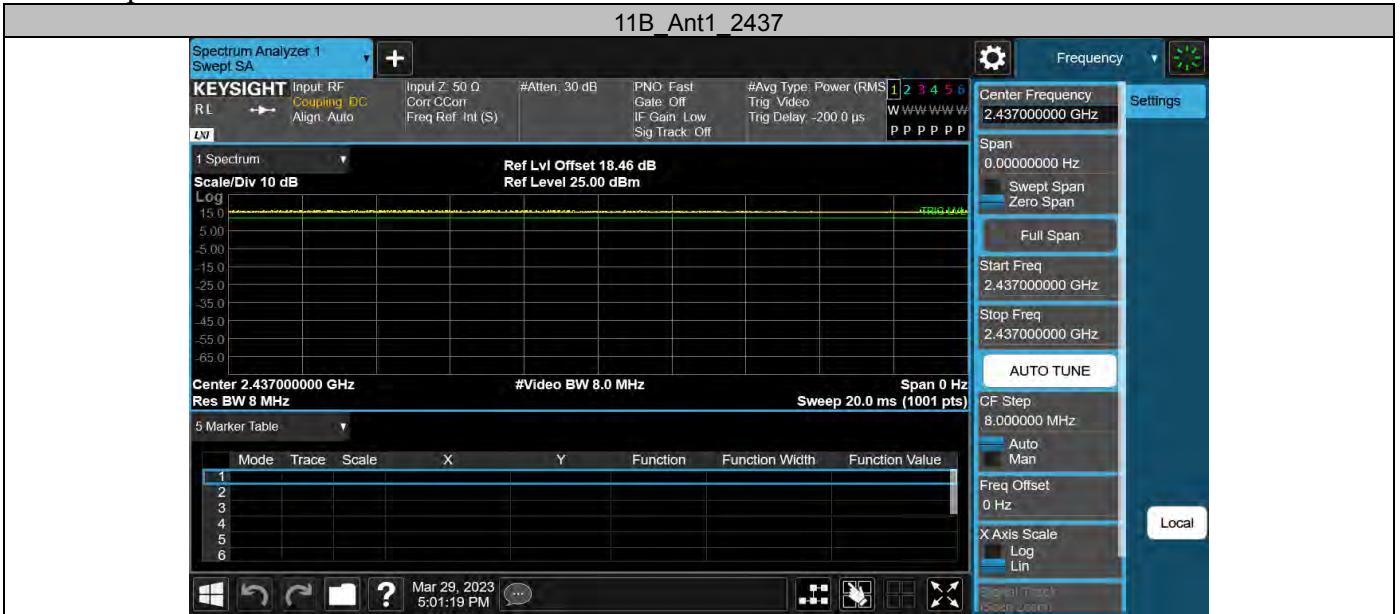 11B_Ant1_2437
Spectrum Analyzer 1
Swept SA
+
Frequency
KEYSIGHT
Input: RF
Input Z: 50 Ω
#Atten: 30 dB
PNO: Fast
#Avg Type: Power (RMS
1 2 3 4 5 6
RL
Coupling: DC
Corr CCorr
Gate: Off
Trig: Video
W W W W W W
Align: Auto
Freq Ref: Int (S)
IF Gain: Low
Trig Delay: -200.0 µs
P P P P P P
Sig Track: Off
LXI
Center Frequency
2.437000000 GHz
Settings
Span
0.00000000 Hz
Swept Span
Zero Span
Full Span
Start Freq
2.437000000 GHz
Stop Freq
2.437000000 GHz
AUTO TUNE
CF Step
8.000000 MHz
Auto
Man
Freq Offset
0 Hz
X Axis Scale
Log
Lin
Signal Track
(Span Zoom)
Local
1 Spectrum
Ref Lvl Offset 18.46 dB
Scale/Div 10 dB
Ref Level 25.00 dBm
Log
15.0
TRIG LVL
5.00
-5.00
-15.0
-25.0
-35.0
-45.0
-55.0
-65.0
Center 2.437000000 GHz
#Video BW 8.0 MHz
Span 0 Hz
Res BW 8 MHz
Sweep 20.0 ms (1001 pts)
5 Marker Table
Mode Trace Scale X Y Function Function Width Function Value
1
2
3
4
5
6
?
Mar 29, 2023
5:01:19 PM